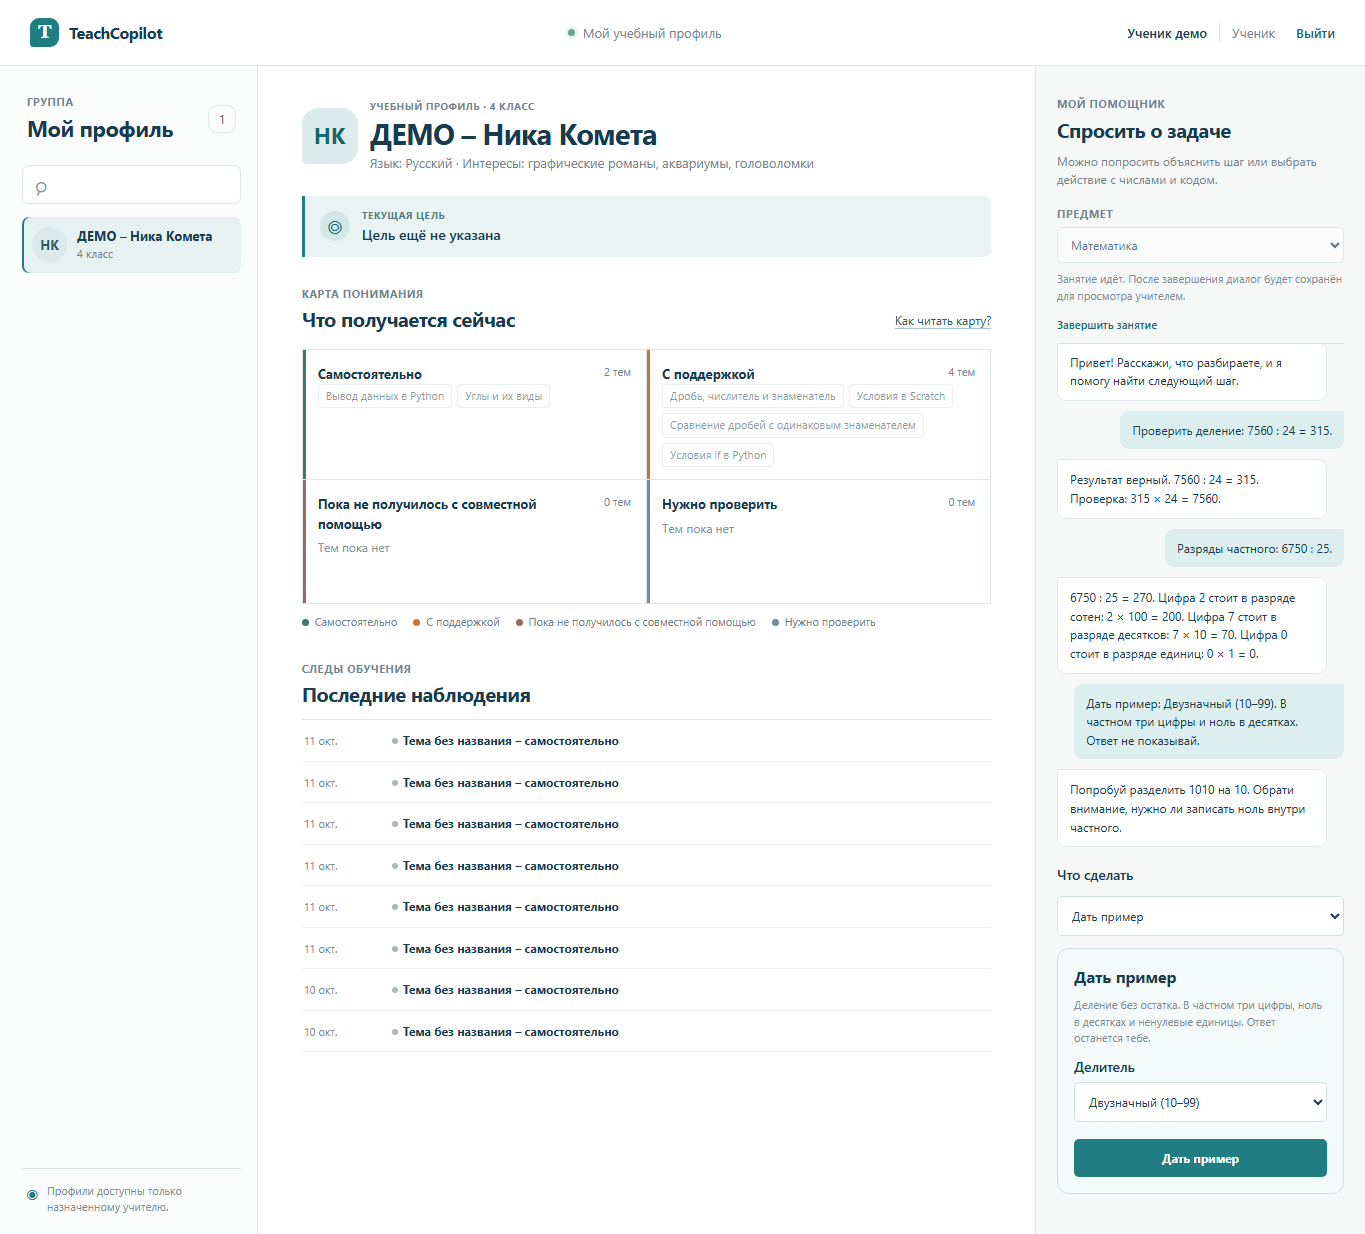 T TeachCopilot
Мой учебный профиль
Ученик демо
Ученик
Выйти
ГРУППА
Мой профиль
1
НК
ДЕМО – Ника Комета
4 класс
Профили доступны только
назначенному учителю.
НК
УЧЕБНЫЙ ПРОФИЛЬ · 4 КЛАСС
ДЕМО – Ника Комета
Язык: Русский · Интересы: графические романы, аквариумы, головоломки
ТЕКУЩАЯ ЦЕЛЬ
Цель ещё не указана
КАРТА ПОНИМАНИЯ
Что получается сейчас
Как читать карту?
Самостоятельно
2 тем
Вывод данных в Python
Углы и их виды
С поддержкой
4 тем
Дробь, числитель и знаменатель
Условия в Scratch
Сравнение дробей с одинаковым знаменателем
Условия if в Python
Пока не получилось с совместной
помощью
0 тем
Тем пока нет
Нужно проверить
0 тем
Тем пока нет
Самостоятельно
С поддержкой
Пока не получилось с совместной помощью
Нужно проверить
СЛЕДЫ ОБУЧЕНИЯ
Последние наблюдения
11 окт. Тема без названия – самостоятельно
11 окт. Тема без названия – самостоятельно
11 окт. Тема без названия – самостоятельно
11 окт. Тема без названия – самостоятельно
11 окт. Тема без названия – самостоятельно
11 окт. Тема без названия – самостоятельно
10 окт. Тема без названия – самостоятельно
10 окт. Тема без названия – самостоятельно
МОЙ ПОМОЩНИК
Спросить о задаче
Можно попросить объяснить шаг или выбрать
действие с числами и кодом.
ПРЕДМЕТ
Математика
Занятие идёт. После завершения диалог будет сохранён
для просмотра учителем.
Завершить занятие
Привет! Расскажи, что разбираете, и я
помогу найти следующий шаг.
Проверить деление: 7560 : 24 = 315.
Результат верный. 7560 : 24 = 315.
Проверка: 315 × 24 = 7560.
Разряды частного: 6750 : 25.
6750 : 25 = 270. Цифра 2 стоит в разряде
сотен: 2 × 100 = 200. Цифра 7 стоит в
разряде десятков: 7 × 10 = 70. Цифра 0
стоит в разряде единиц: 0 × 1 = 0.
Дать пример: Двузначный (10–99). В
частном три цифры и ноль в десятках.
Ответ не показывай.
Попробуй разделить 1010 на 10. Обрати
внимание, нужно ли записать ноль внутри
частного.
Что сделать
Дать пример
Дать пример
Деление без остатка. В частном три цифры, ноль
в десятках и ненулевые единицы. Ответ
останется тебе.
Делитель
Двузначный (10–99)
Дать пример